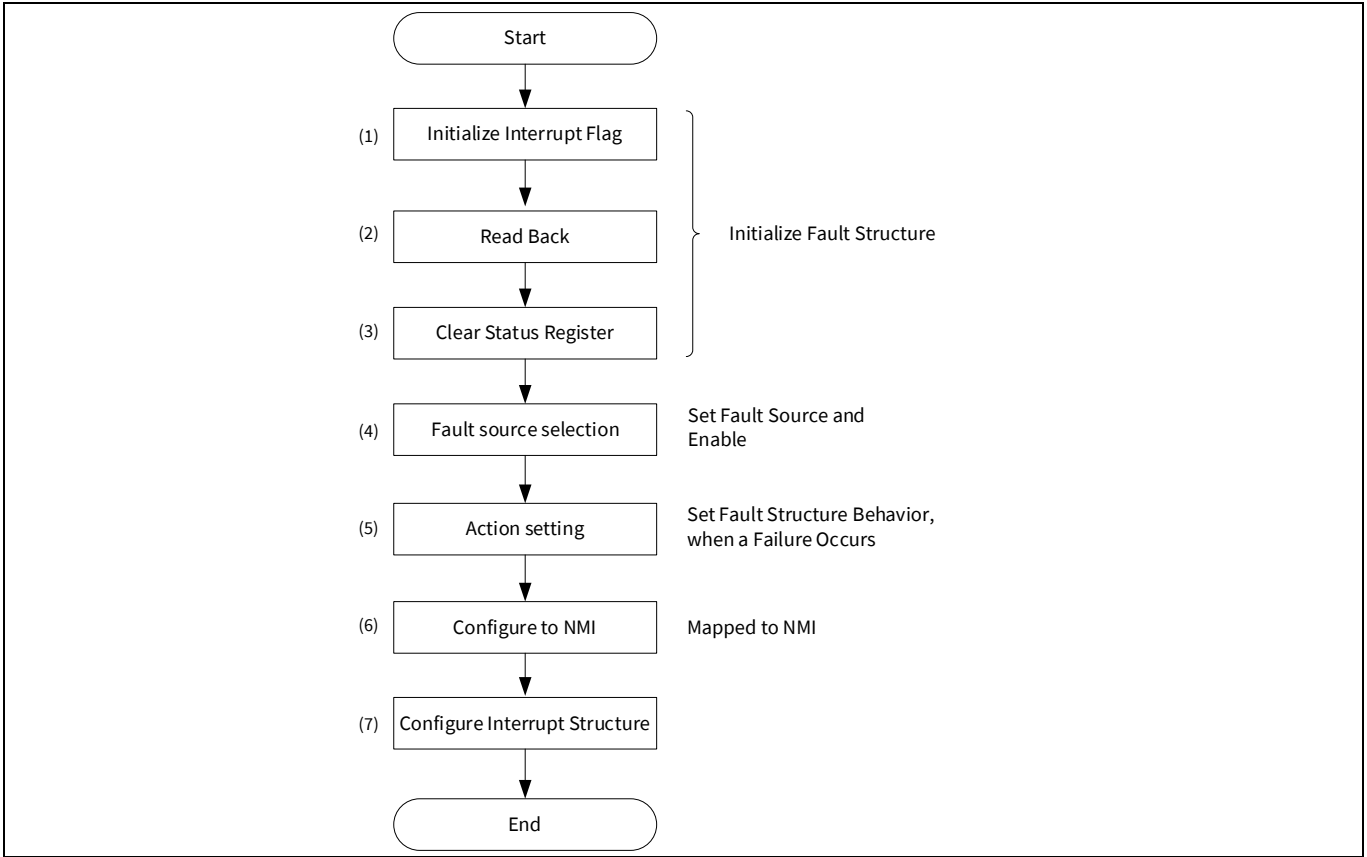 Start
(1)
Initialize Interrupt Flag
(2)
Read Back
Initialize Fault Structure
(3)
Clear Status Register
(4)
Fault source selection
Set Fault Source and
Enable
(5)
Action setting
Set Fault Structure Behavior,
when a Failure Occurs
(6)
Configure to NMI
Mapped to NMI
(7)
Configure Interrupt Structure
End